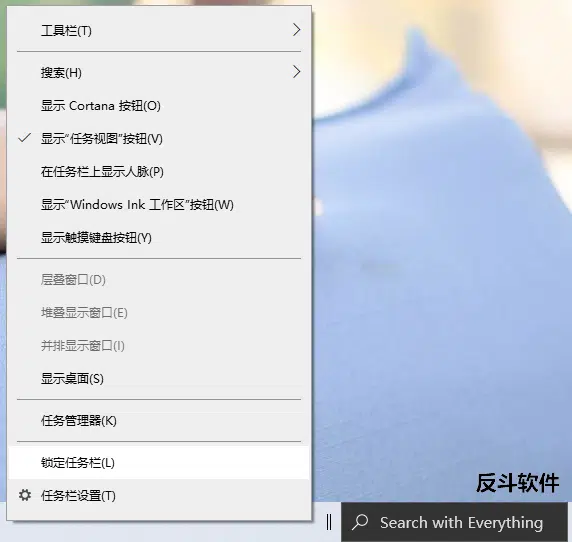 工具栏(T)
搜索(H)
显示 Cortana 按钮(O)
显示“任务视图”按钮(V)
在任务栏上显示人脉(P)
显示“Windows Ink 工作区”按钮(W)
显示触摸键盘按钮(Y)
层叠窗口(D)
堆叠显示窗口(E)
并排显示窗口(I)
显示桌面(S)
任务管理器(K)
锁定任务栏(L)
任务栏设置(T)
反斗软件
Search with Everything